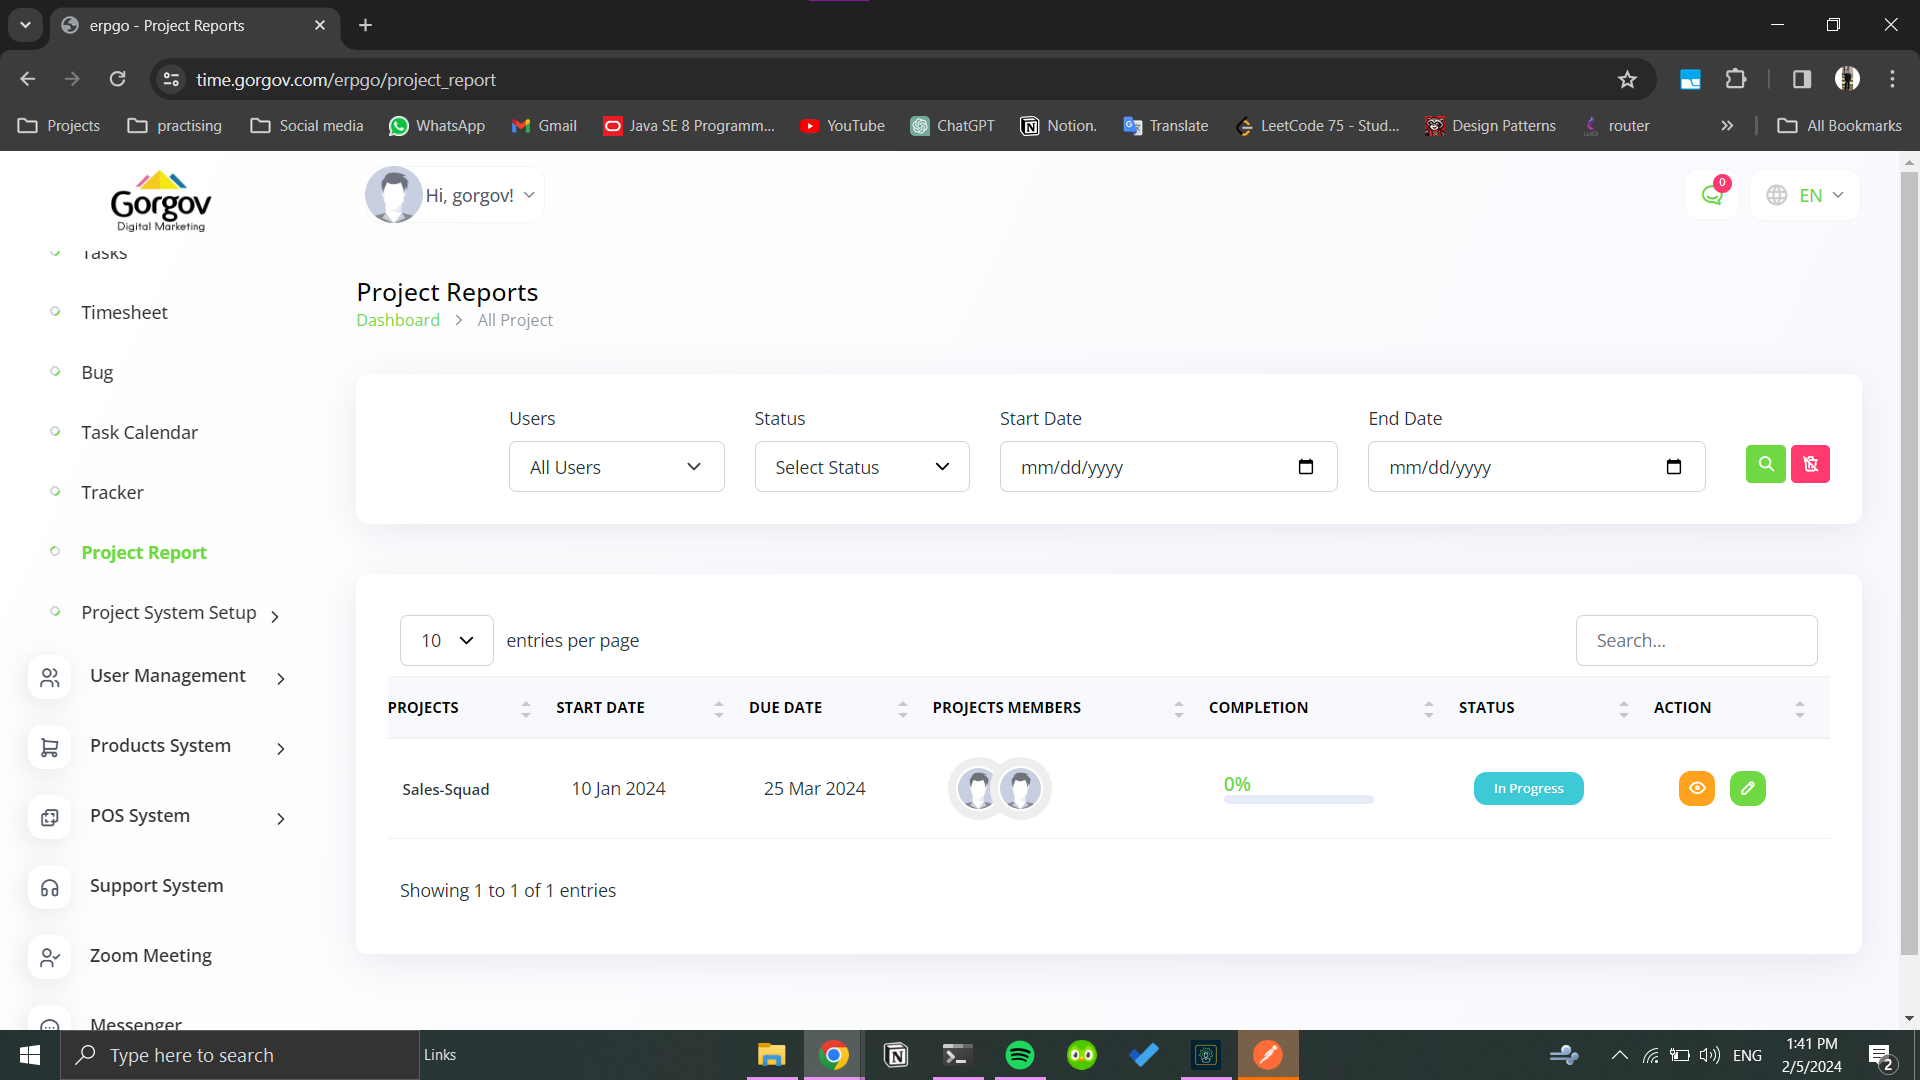 erpgo - Project Reports
time.gorgov.com/erpgo/project_report
Projects practising Social media WhatsApp Gmail Java SE 8 Programm... YouTube ChatGPT Notion. Translate LeetCode 75 - Stud... Design Patterns router All Bookmarks
Gorgov
Digital Marketing
Hi, gorgov!
0
EN
Tasks
Timesheet
Bug
Task Calendar
Tracker
Project Report
Project System Setup
User Management
Products System
POS System
Support System
Zoom Meeting
Messenger
Project Reports
Dashboard > All Project
Users Status Start Date End Date
All Users Select Status mm/dd/yyyy mm/dd/yyyy
10 entries per page Search...
PROJECTS START DATE DUE DATE PROJECTS MEMBERS COMPLETION STATUS ACTION
Sales-Squad 10 Jan 2024 25 Mar 2024 0% In Progress
Showing 1 to 1 of 1 entries
Type here to search Links ENG 1:41 PM
2/5/2024 2